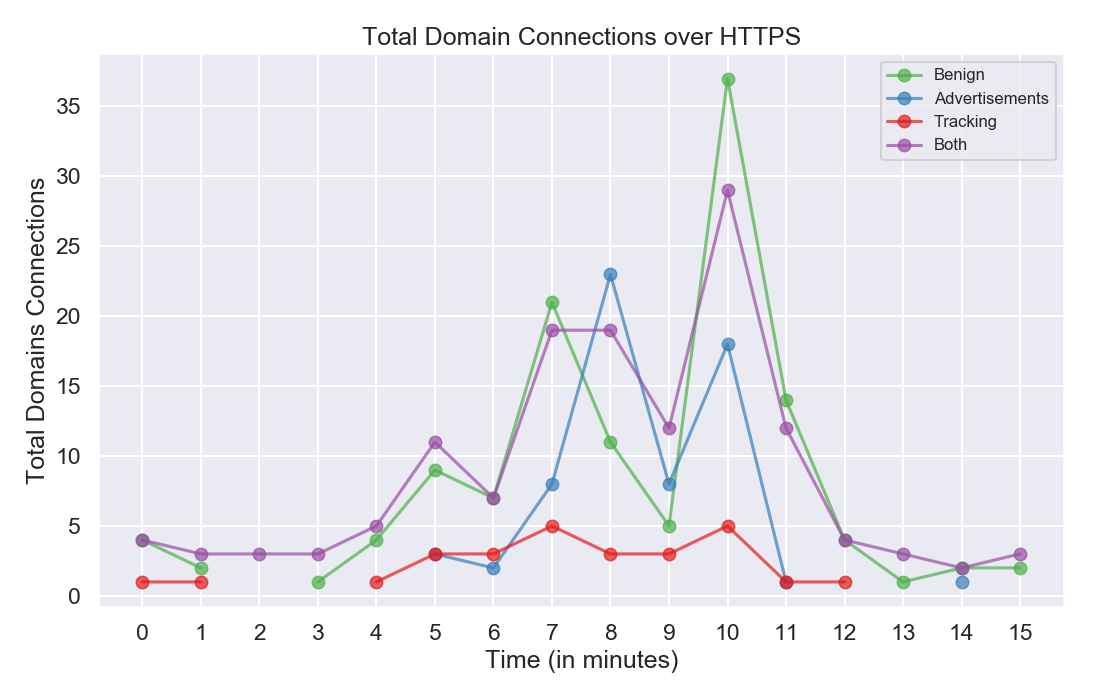 Total Domain Connections over HTTPS
Benign
Advertisements
Tracking
Both
Total Domains Connections
35
30
25
20
15
10
5
0
0 1 2 3 4 5 6 7 8 9 10 11 12 13 14 15
Time (in minutes)